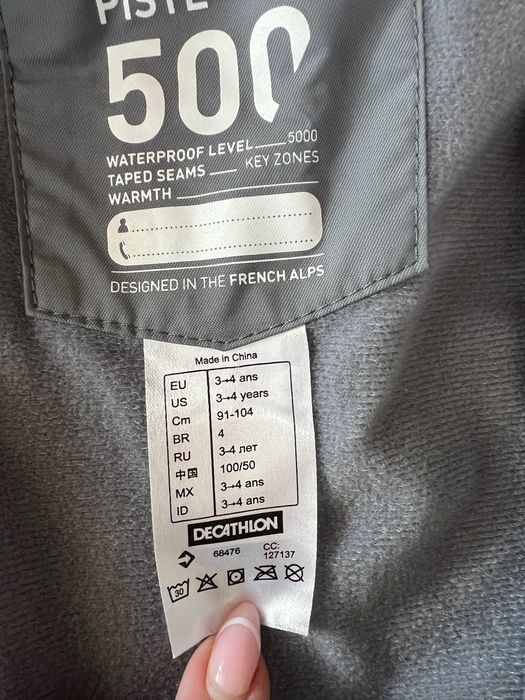 PISTE
500
WATERPROOF LEVEL 5000
TAPED SEAMS KEY ZONES
WARMTH
DESIGNED IN THE FRENCH ALPS
Made in China
EU 3→4 ans
US 3→4 years
Cm 91-104
BR 4
RU 3-4 лет
中国 100/50
MX 3→4 ans
ID 3→4 ans
DECATHLON
68476 CC: 127137
30